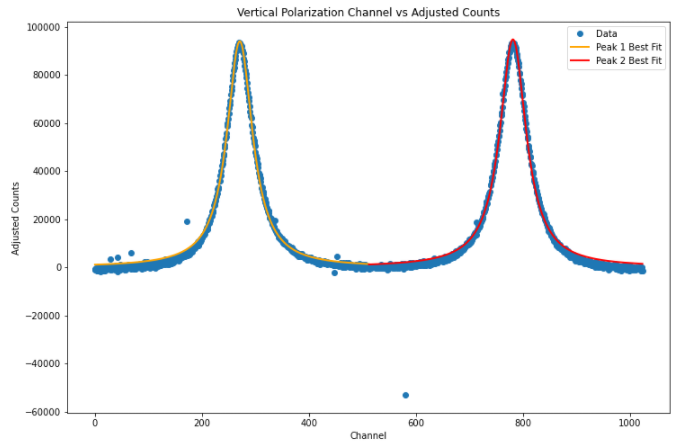 Vertical Polarization Channel vs Adjusted Counts
Data
Peak 1 Best Fit
Peak 2 Best Fit
Adjusted Counts
100000
80000
60000
40000
20000
0
−20000
−40000
−60000
0 200 400 600 800 1000
Channel